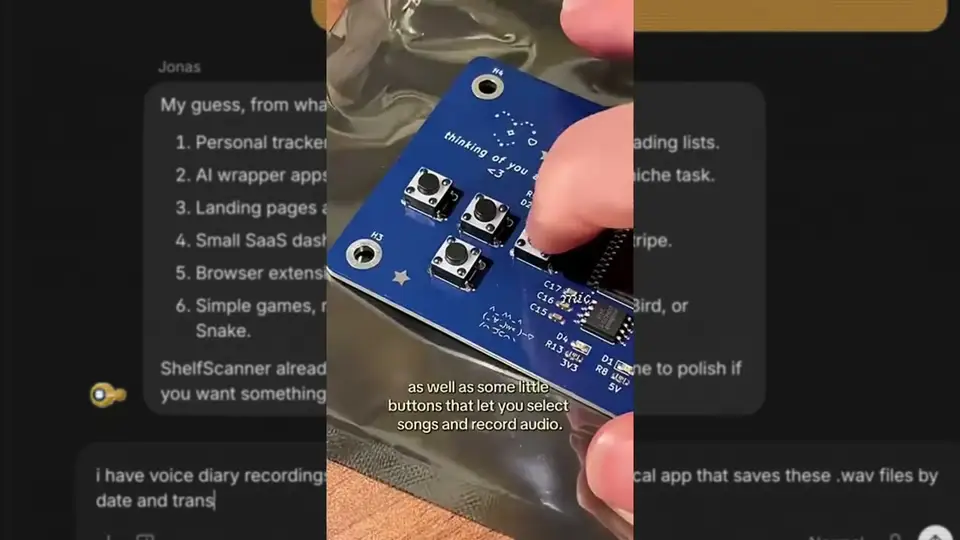 Jonas
My guess, from wha
1. Personal tracker
ading lists.
2. AI wrapper apps
niche task.
3. Landing pages a
4. Small SaaS dash
tripe.
5. Browser extensi
6. Simple games, r
Bird, or
Snake.
ShelfScanner alread
me to polish if
you want something
i have voice diary recordings
cal app that saves these .wav files by
date and trans
H4
thinking of you a
<3
H3
C17
C16
C15
D4
R13
3V3
D1
R8
5V
as well as some little
buttons that let you select
songs and record audio.